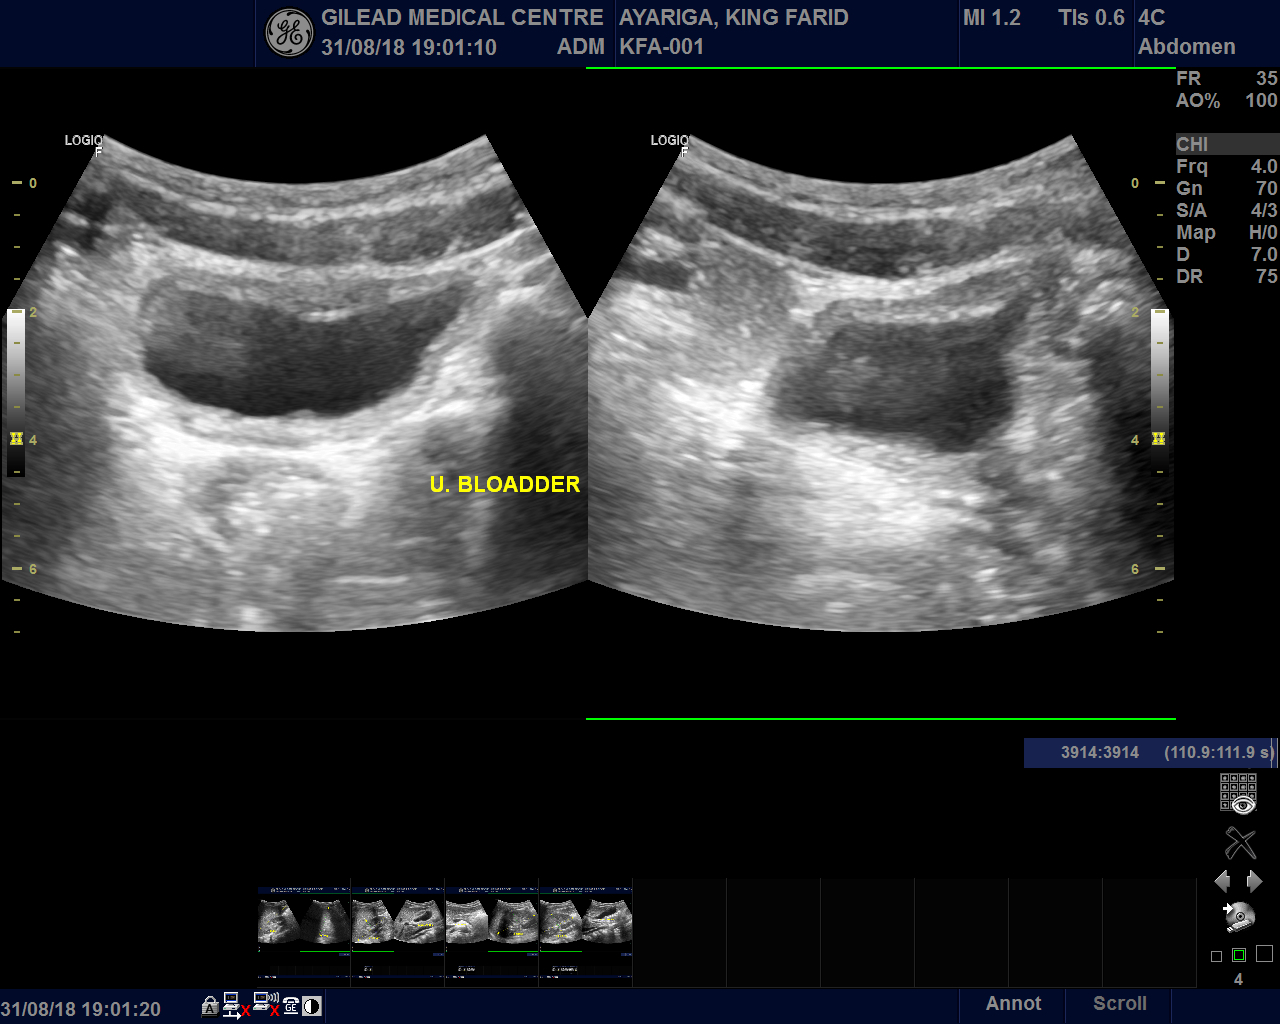 GILEAD MEDICAL CENTRE
31/08/18 19:01:10 ADM
AYARIGA, KING FARID
KFA-001
MI 1.2 TIs 0.6
4C
Abdomen
FR 35
AO% 100
CHI
Frq 4.0
Gn 70
S/A 4/3
Map H/0
D 7.0
DR 75
LOGIQ
F
0
2
4
6
U. BLOADDER
LOGIQ
F
0
2
4
6
3914:3914 (110.9:111.9 s)
4
31/08/18 19:01:20
A
GE
Annot
Scroll